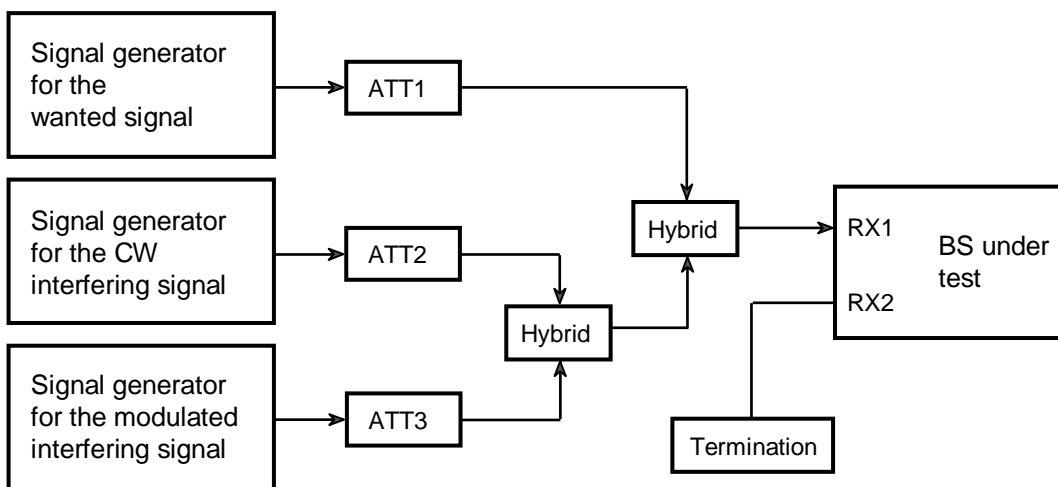 Signal generator
for the
wanted signal
ATT1
Signal generator
for the CW
interfering signal
ATT2
Signal generator
for the modulated
interfering signal
ATT3
Hybrid
Hybrid
RX1
RX2
BS under
test
Termination